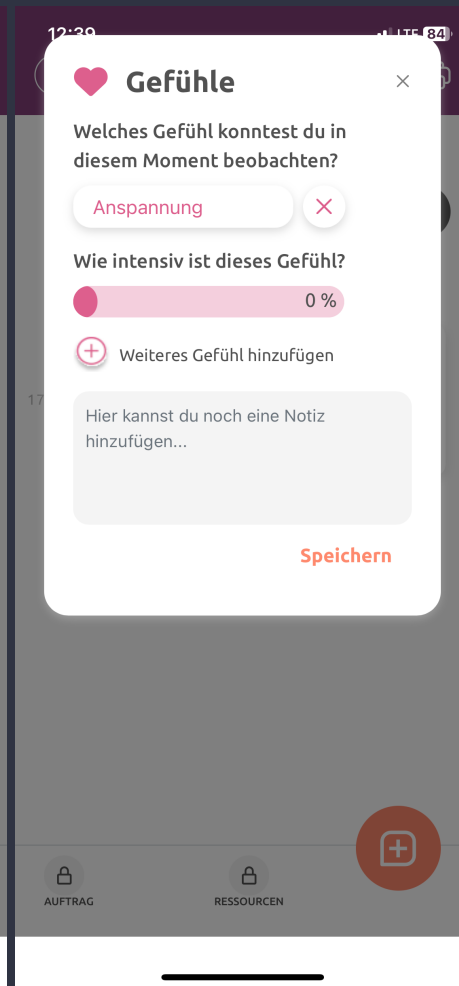 12:39
LTE 84
Gefühle
Welches Gefühl konntest du in
diesem Moment beobachten?
Anspannung
Wie intensiv ist dieses Gefühl?
0 %
Weiteres Gefühl hinzufügen
17
Hier kannst du noch eine Notiz
hinzufügen...
Speichern
AUFTRAG
RESSOURCEN